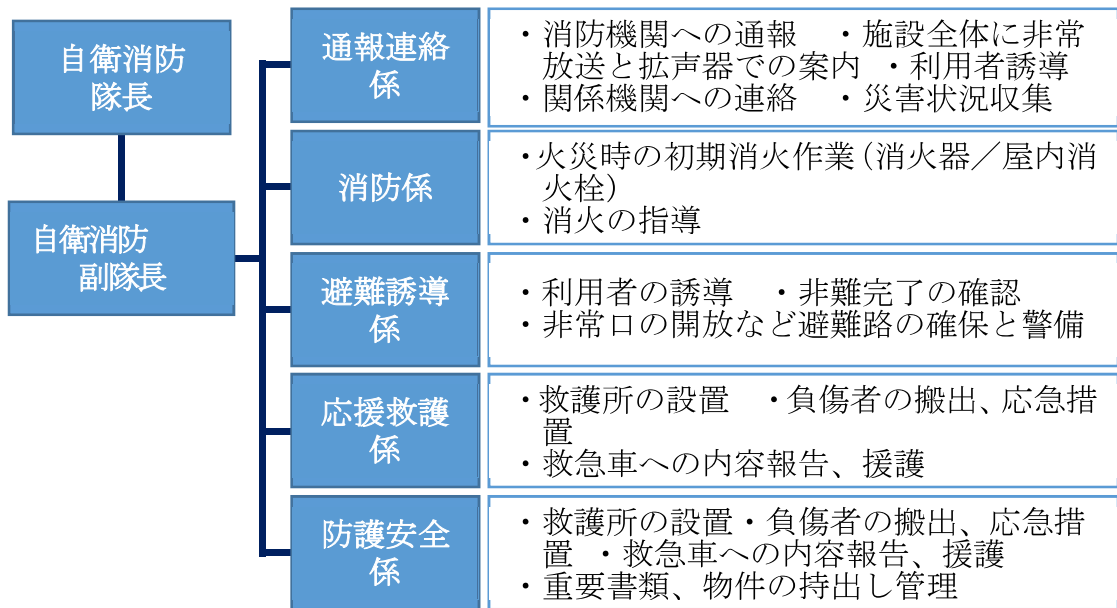 自衛消防
隊長
自衛消防
副隊長
通報連絡
係
・消防機関への通報　・施設全体に非常
放送と拡声器での案内　・利用者誘導
・関係機関への連絡　・災害状況収集
消防係
・火災時の初期消火作業（消火器／屋内消
火栓）
・消火の指導
避難誘導
係
・利用者の誘導　・非難完了の確認
・非常口の開放など避難路の確保と警備
応援救護
係
・救護所の設置　・負傷者の搬出、応急措
置
・救急車への内容報告、援護
防護安全
係
・救護所の設置・負傷者の搬出、応急措
置　・救急車への内容報告、援護
・重要書類、物件の持出し管理